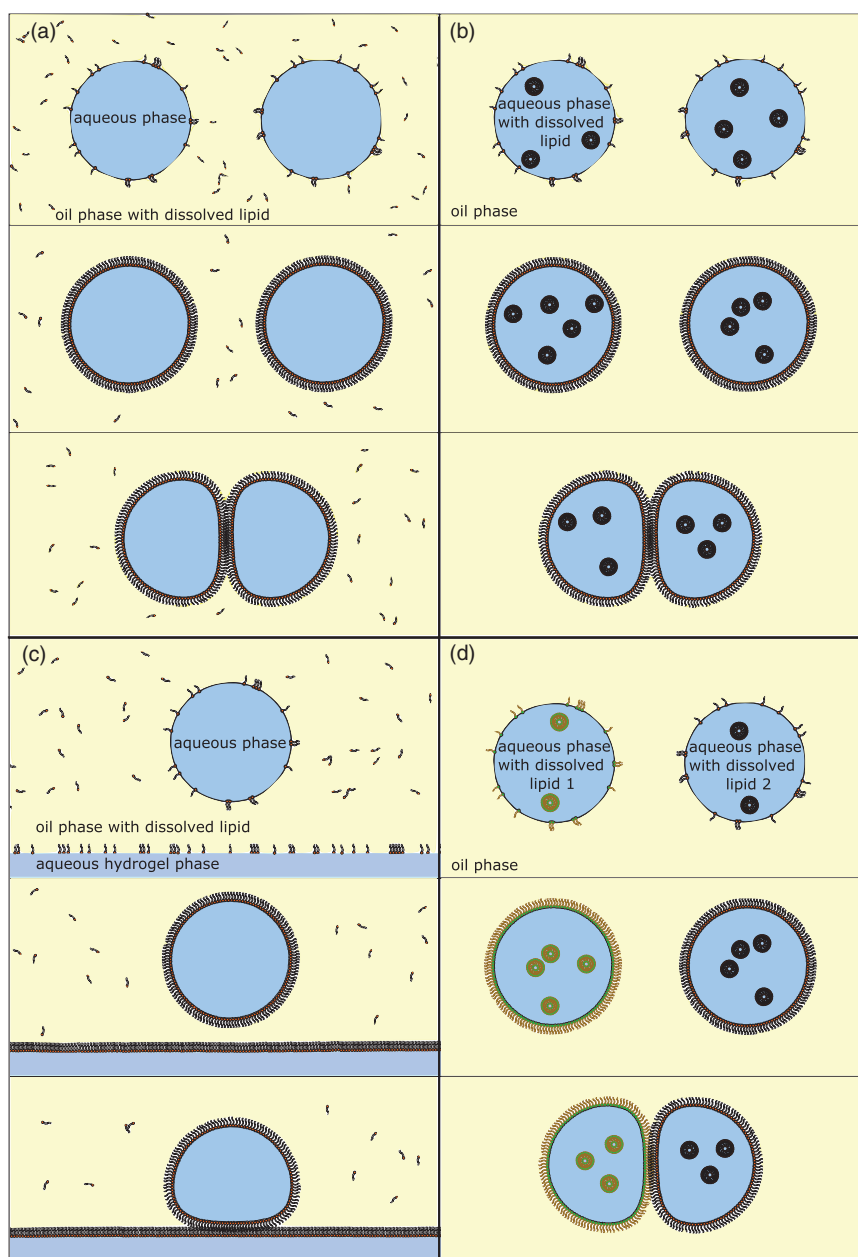 (a)
aqueous phase
oil phase with dissolved lipid
(b)
aqueous phase
with dissolved
lipid
oil phase
(c)
aqueous phase
oil phase with dissolved lipid
aqueous hydrogel phase
(d)
aqueous phase
with dissolved
lipid 1
aqueous phase
with dissolved
lipid 2
oil phase